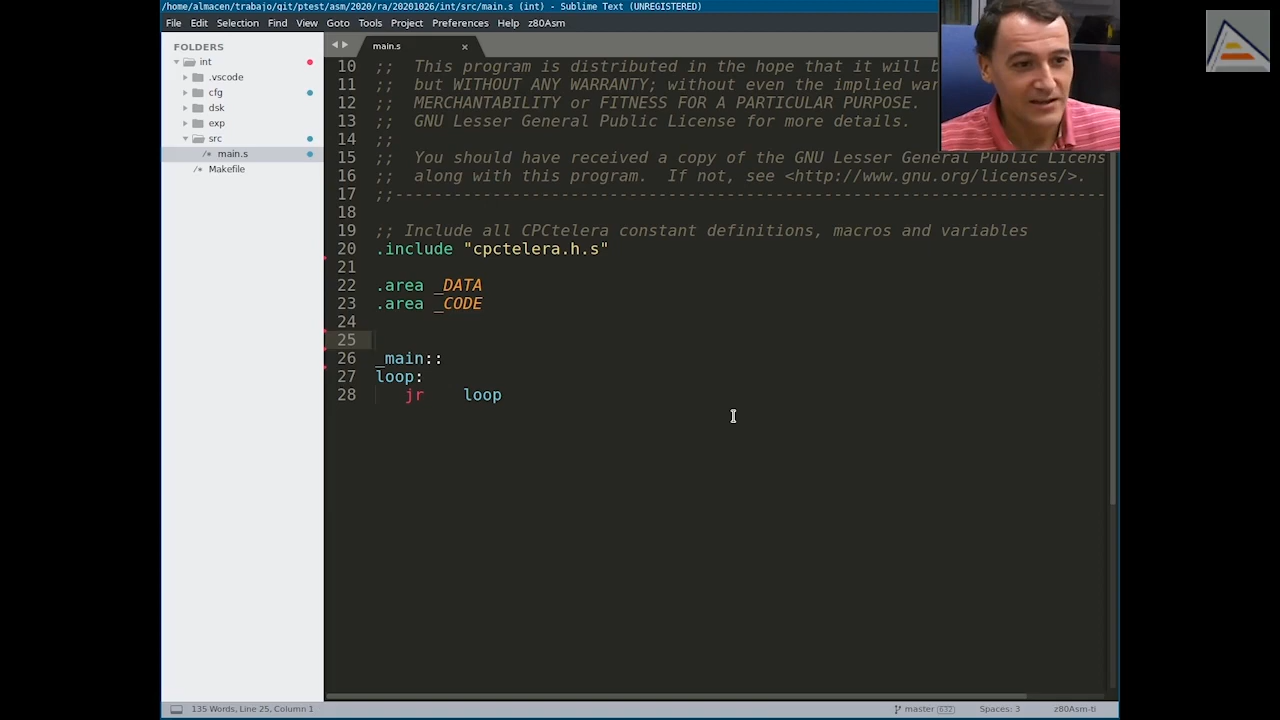 /home/almacen/trabajo/git/ptest/asm/2020/ra/20201026/int/src/main.s (int) - Sublime Text (UNREGISTERED)
File Edit Selection Find View Goto Tools Project Preferences Help z80Asm
FOLDERS
int
.vscode
cfg
dsk
exp
src
/* main.s
/* Makefile
main.s ×
10 ;; This program is distributed in the hope that it will b
11 ;; but WITHOUT ANY WARRANTY; without even the implied war
12 ;; MERCHANTABILITY or FITNESS FOR A PARTICULAR PURPOSE.
13 ;; GNU Lesser General Public License for more details.
14 ;;
15 ;; You should have received a copy of the GNU Lesser General Public Licens
16 ;; along with this program. If not, see <http://www.gnu.org/licenses/>.
17 ;;--------------------------------------------------------------------------
18
19 ;; Include all CPCtelera constant definitions, macros and variables
20 .include "cpctelera.h.s"
21
22 .area _DATA
23 .area _CODE
24
25
26 _main::
27 loop:
28 jr loop
135 Words, Line 25, Column 1 master 632 Spaces: 3 z80Asm-ti